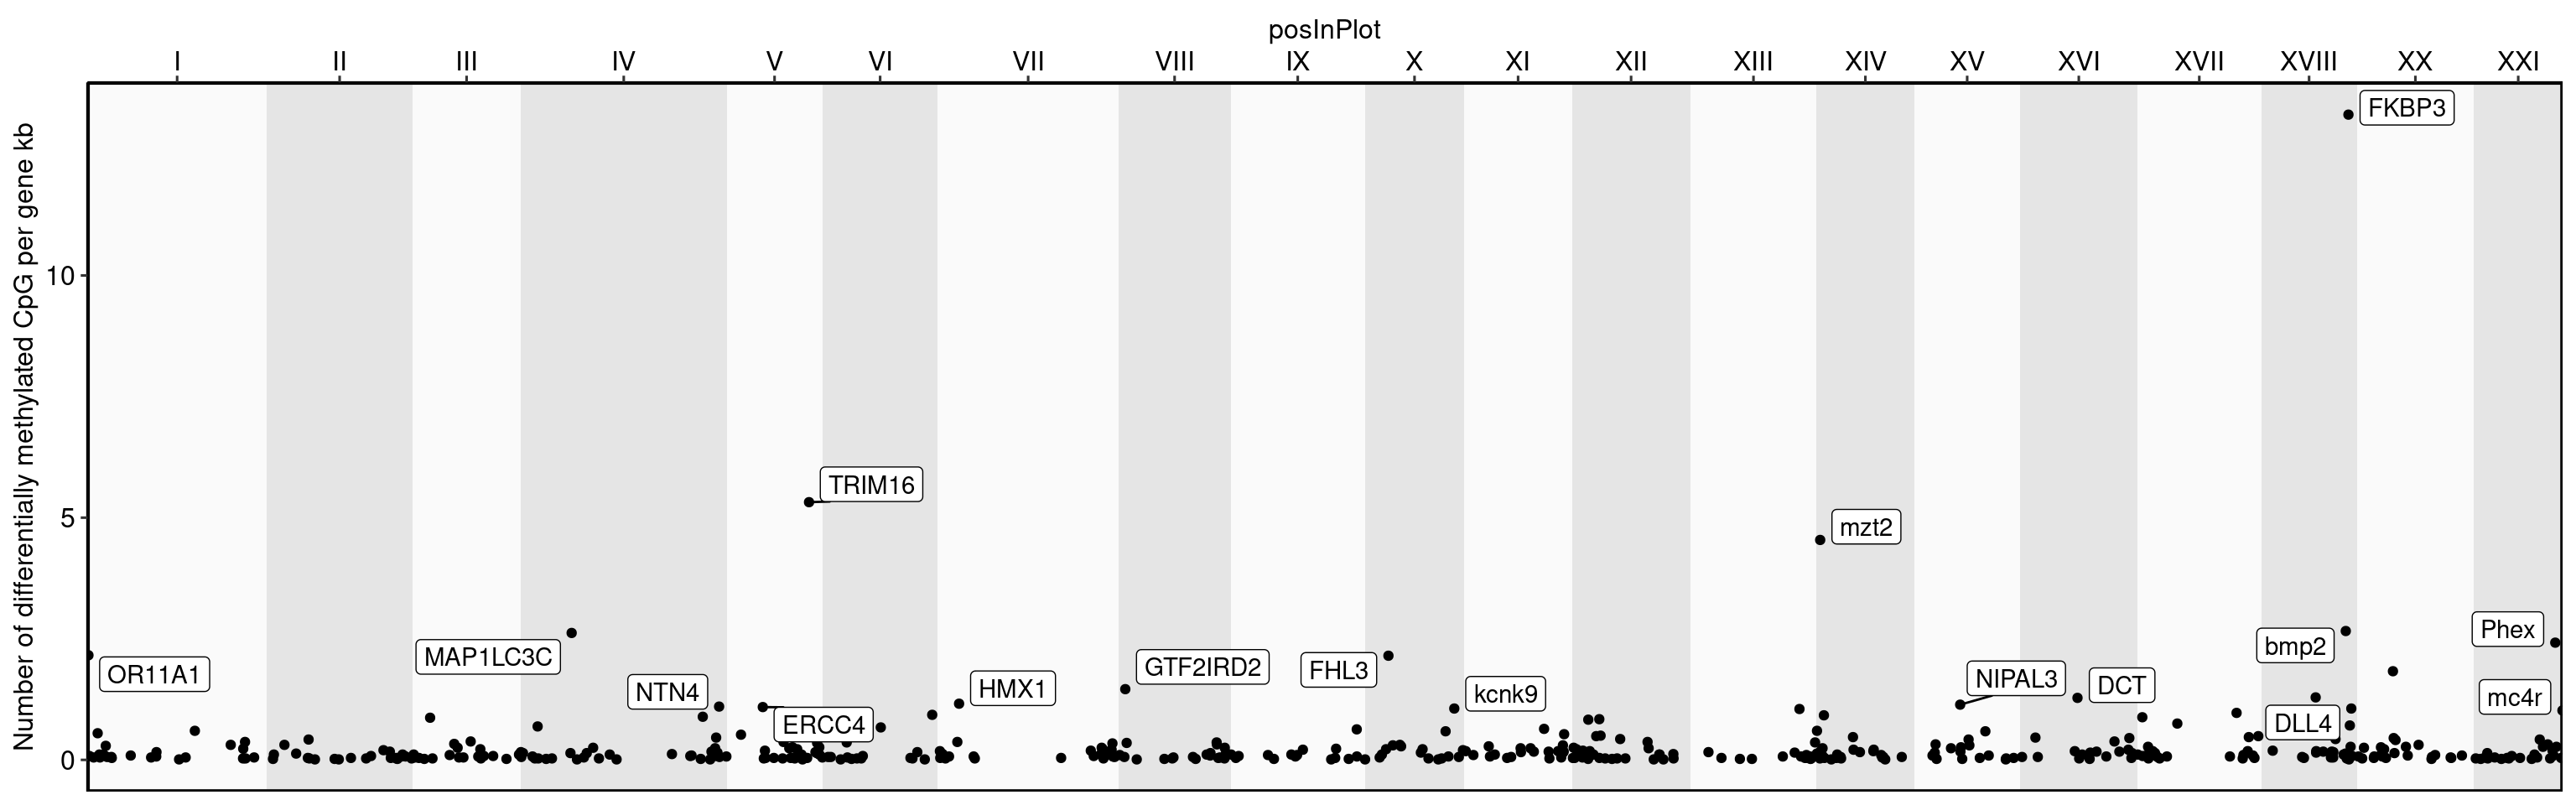 posInPlot
I II III IV V VI VII VIII IX X XI XII XIII XIV XV XVI XVII XVIII XX XXI
Number of differentially methylated CpG per gene kb
FKBP3
10
TRIM16
5
mzt2
Phex
bmp2
MAP1LC3C
GTF2IRD2
FHL3
OR11A1
NIPAL3
DCT
HMX1
NTN4
kcnk9
mc4r
ERCC4
DLL4
0